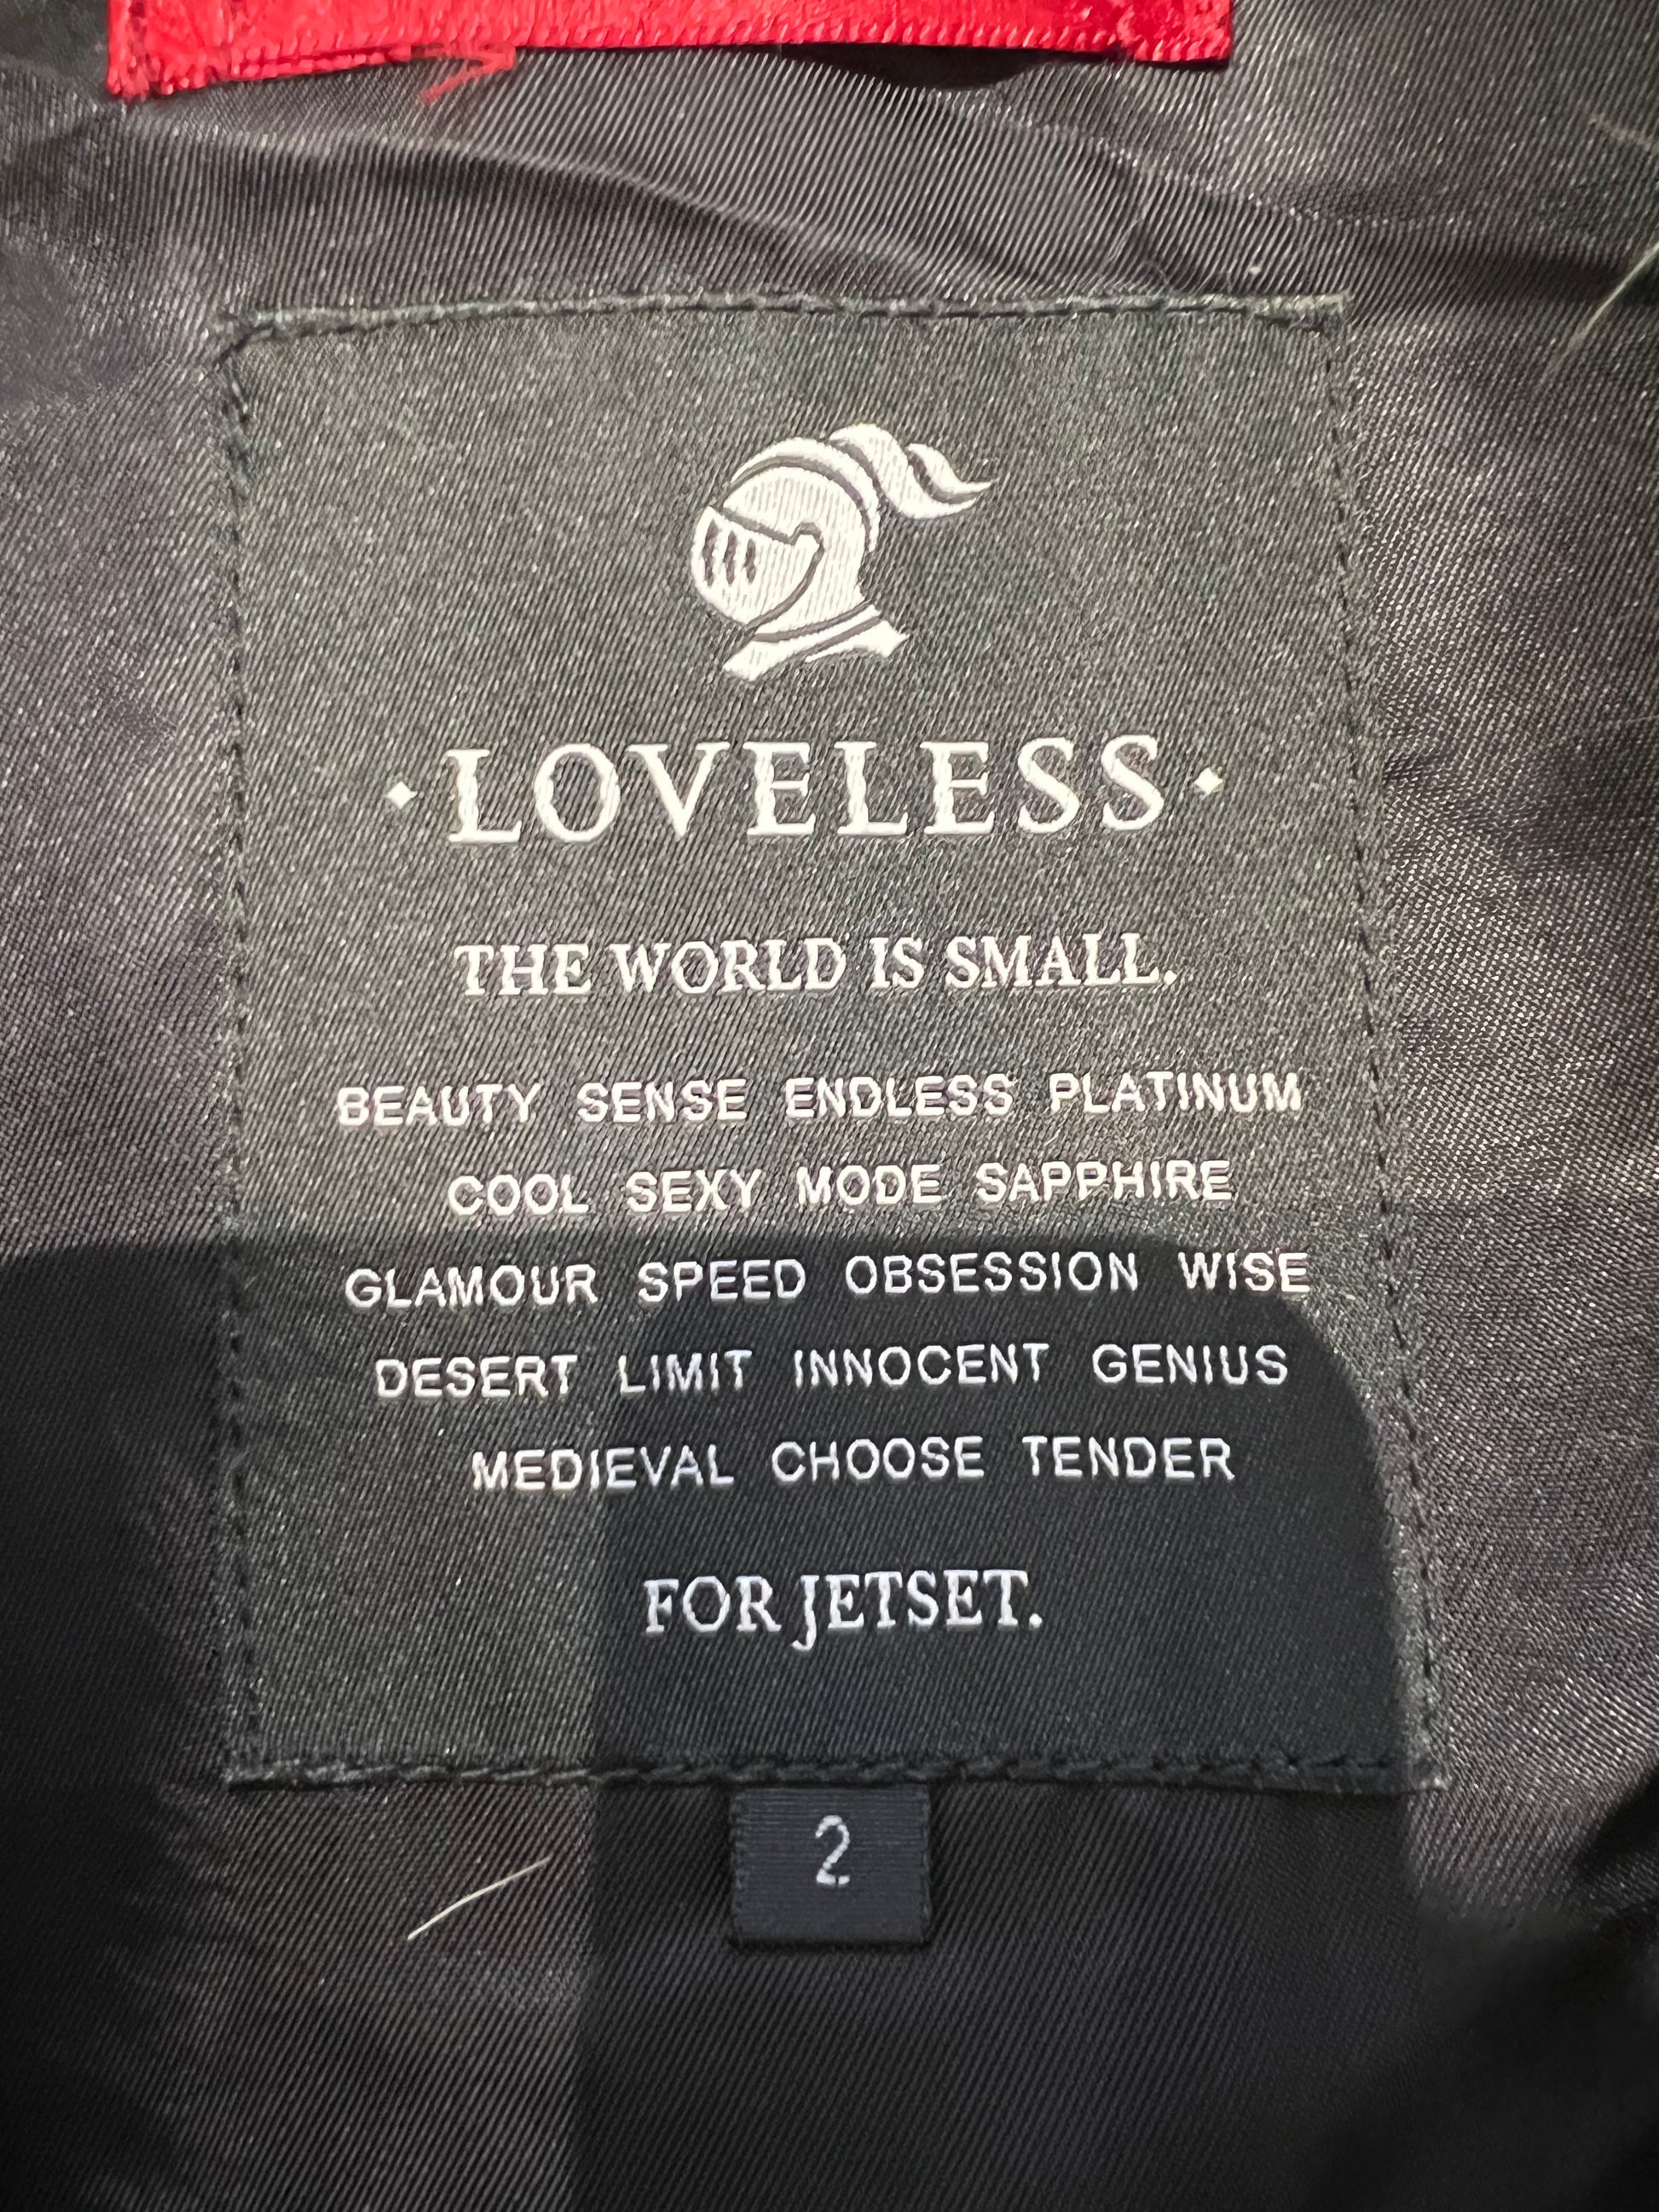 ·LOVELESS·
THE WORLD IS SMALL.
BEAUTY SENSE ENDLESS PLATINUM
COOL SEXY MODE SAPPHIRE
GLAMOUR SPEED OBSESSION WISE
DESERT LIMIT INNOCENT GENIUS
MEDIEVAL CHOOSE TENDER
FOR JETSET.
2